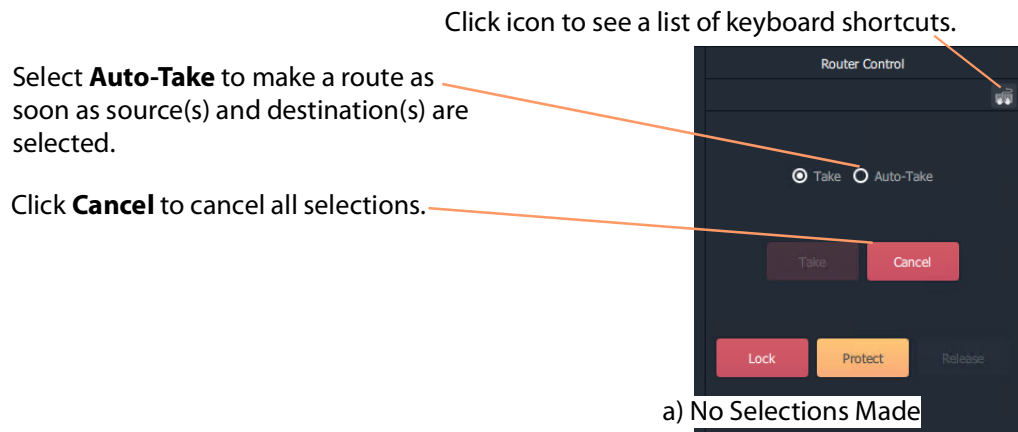 Click icon to see a list of keyboard shortcuts.
Router Control
Select Auto-Take to make a route as
soon as source(s) and destination(s) are
selected.
Take Auto-Take
Click Cancel to cancel all selections.
Take Cancel
Lock Protect Release
a) No Selections Made